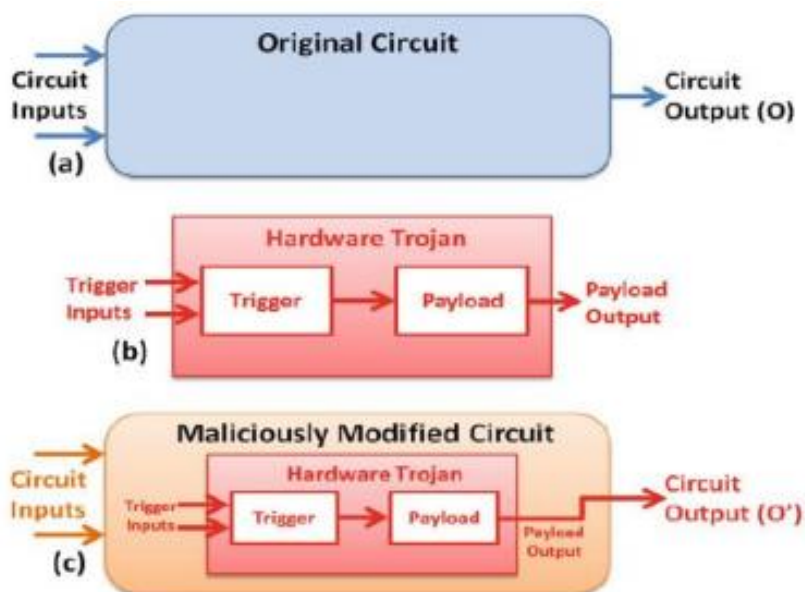 Original Circuit
Circuit
Inputs
Circuit
Output (O)
(a)
Hardware Trojan
Trigger
Inputs
Trigger
Payload
Payload
Output
(b)
Maliciously Modified Circuit
Hardware Trojan
Circuit
Inputs
Trigger
Inputs
Trigger
Payload
Payload
Output
Circuit
Output (O')
(c)